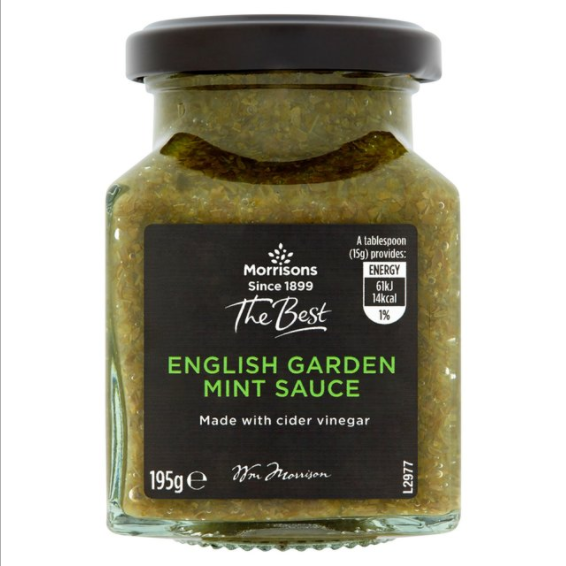 Morrisons
Since 1899
The Best
A tablespoon
(15g) provides:
ENERGY
61kJ
14kcal
1%
ENGLISH GARDEN
MINT SAUCE
Made with cider vinegar
195g℮
Wm Morrison
L2977